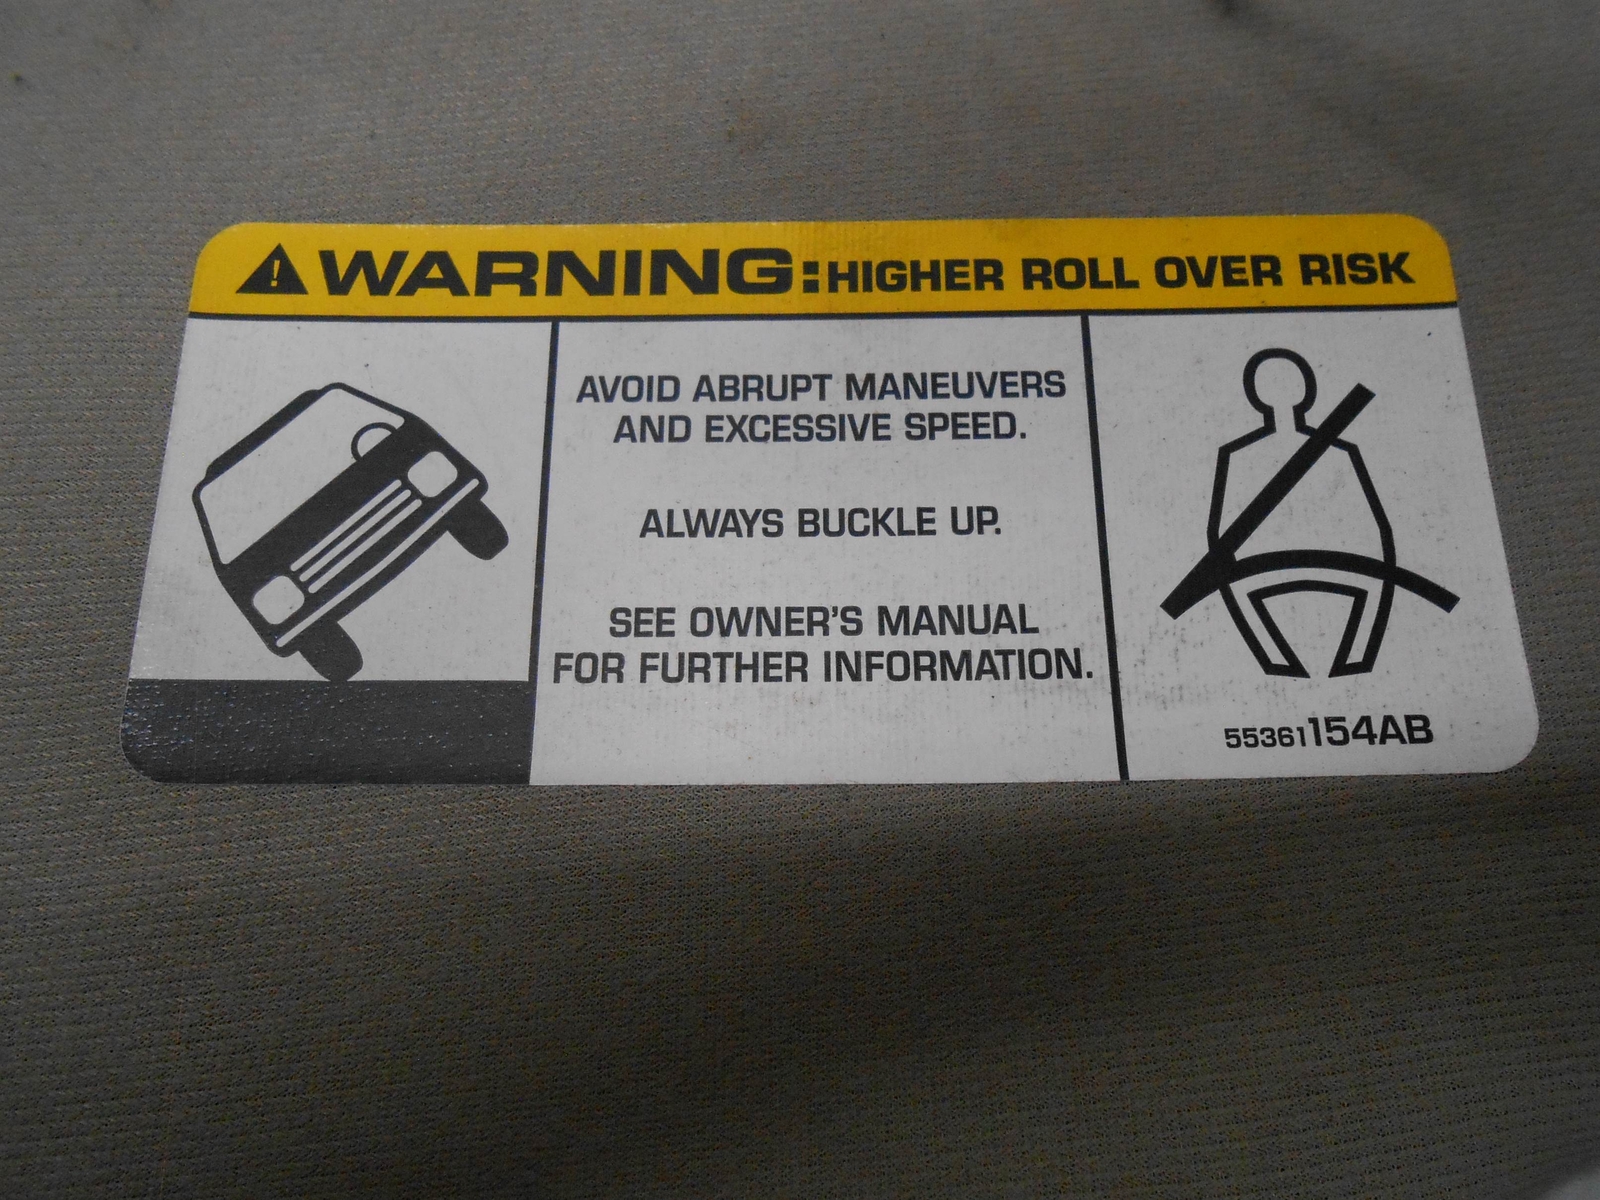 WARNING: HIGHER ROLL OVER RISK
AVOID ABRUPT MANEUVERS
AND EXCESSIVE SPEED.
ALWAYS BUCKLE UP.
SEE OWNER'S MANUAL
FOR FURTHER INFORMATION.
55361154AB